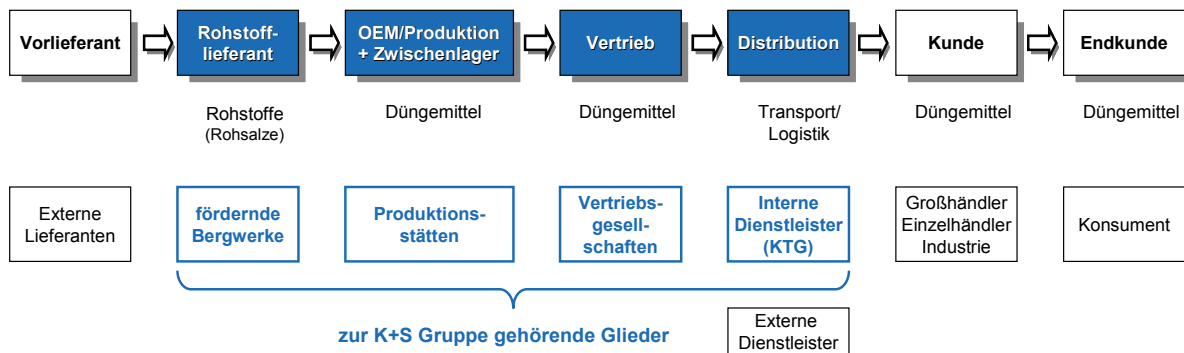 Vorlieferant
Rohstoff-
lieferant
OEM/Produktion
+ Zwischenlager
Vertrieb
Distribution
Kunde
Endkunde
Rohstoffe
(Rohsalze)
Düngemittel
Düngemittel
Transport/
Logistik
Düngemittel
Düngemittel
Externe
Lieferanten
fördernde
Bergwerke
Produktions-
stätten
Vertriebs-
gesell-
schaften
Interne
Dienstleister
(KTG)
Großhändler
Einzelhändler
Industrie
Konsument
zur K+S Gruppe gehörende Glieder
Externe
Dienstleister